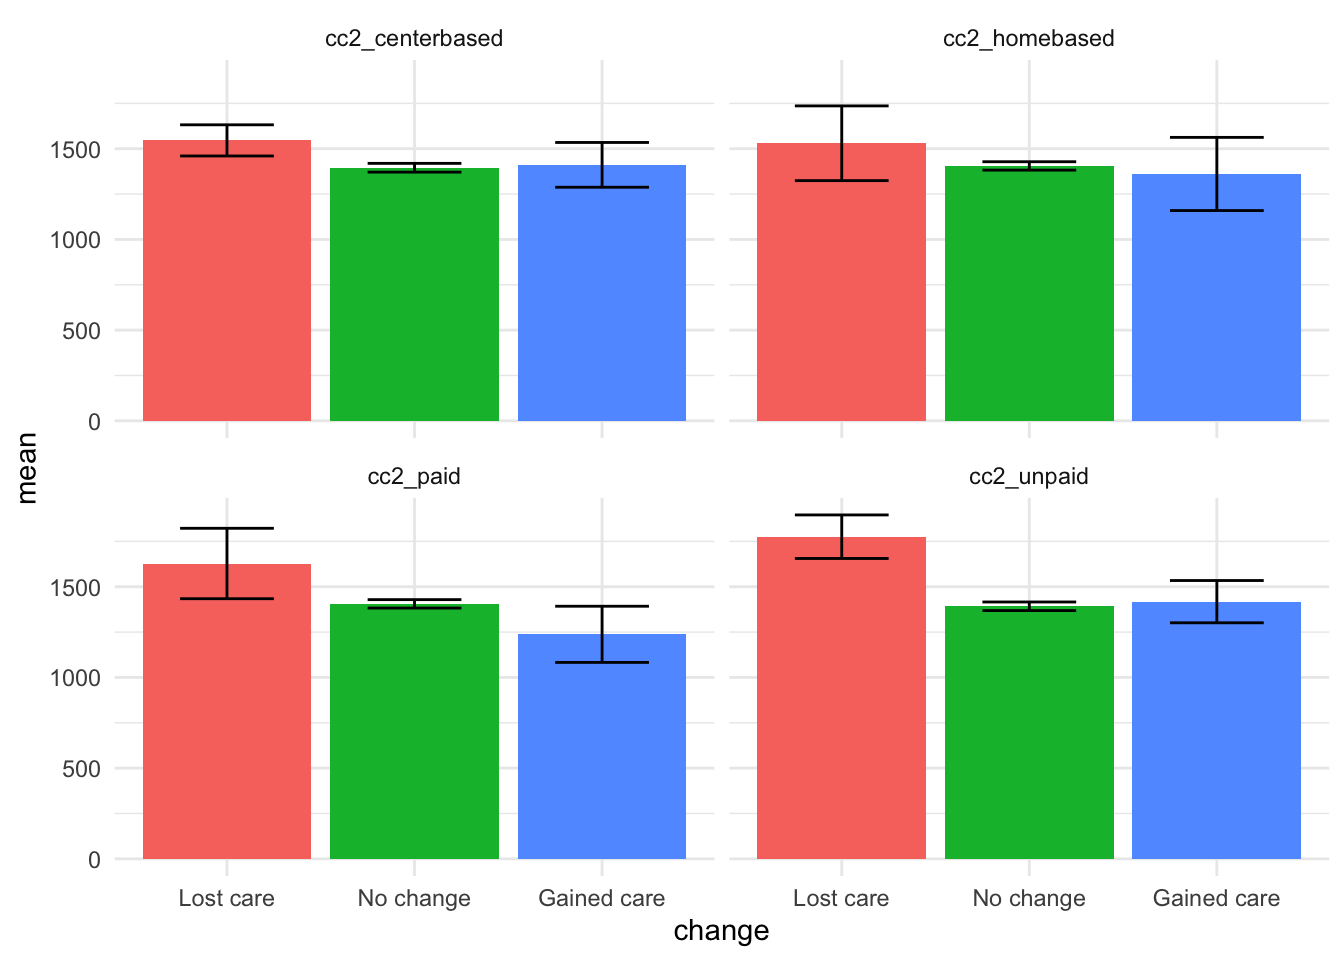 cc2_centerbased
cc2_homebased
1500
1000
500
0
mean
cc2_paid
cc2_unpaid
1500
1000
500
0
Lost care
No change
Gained care
Lost care
No change
Gained care
change